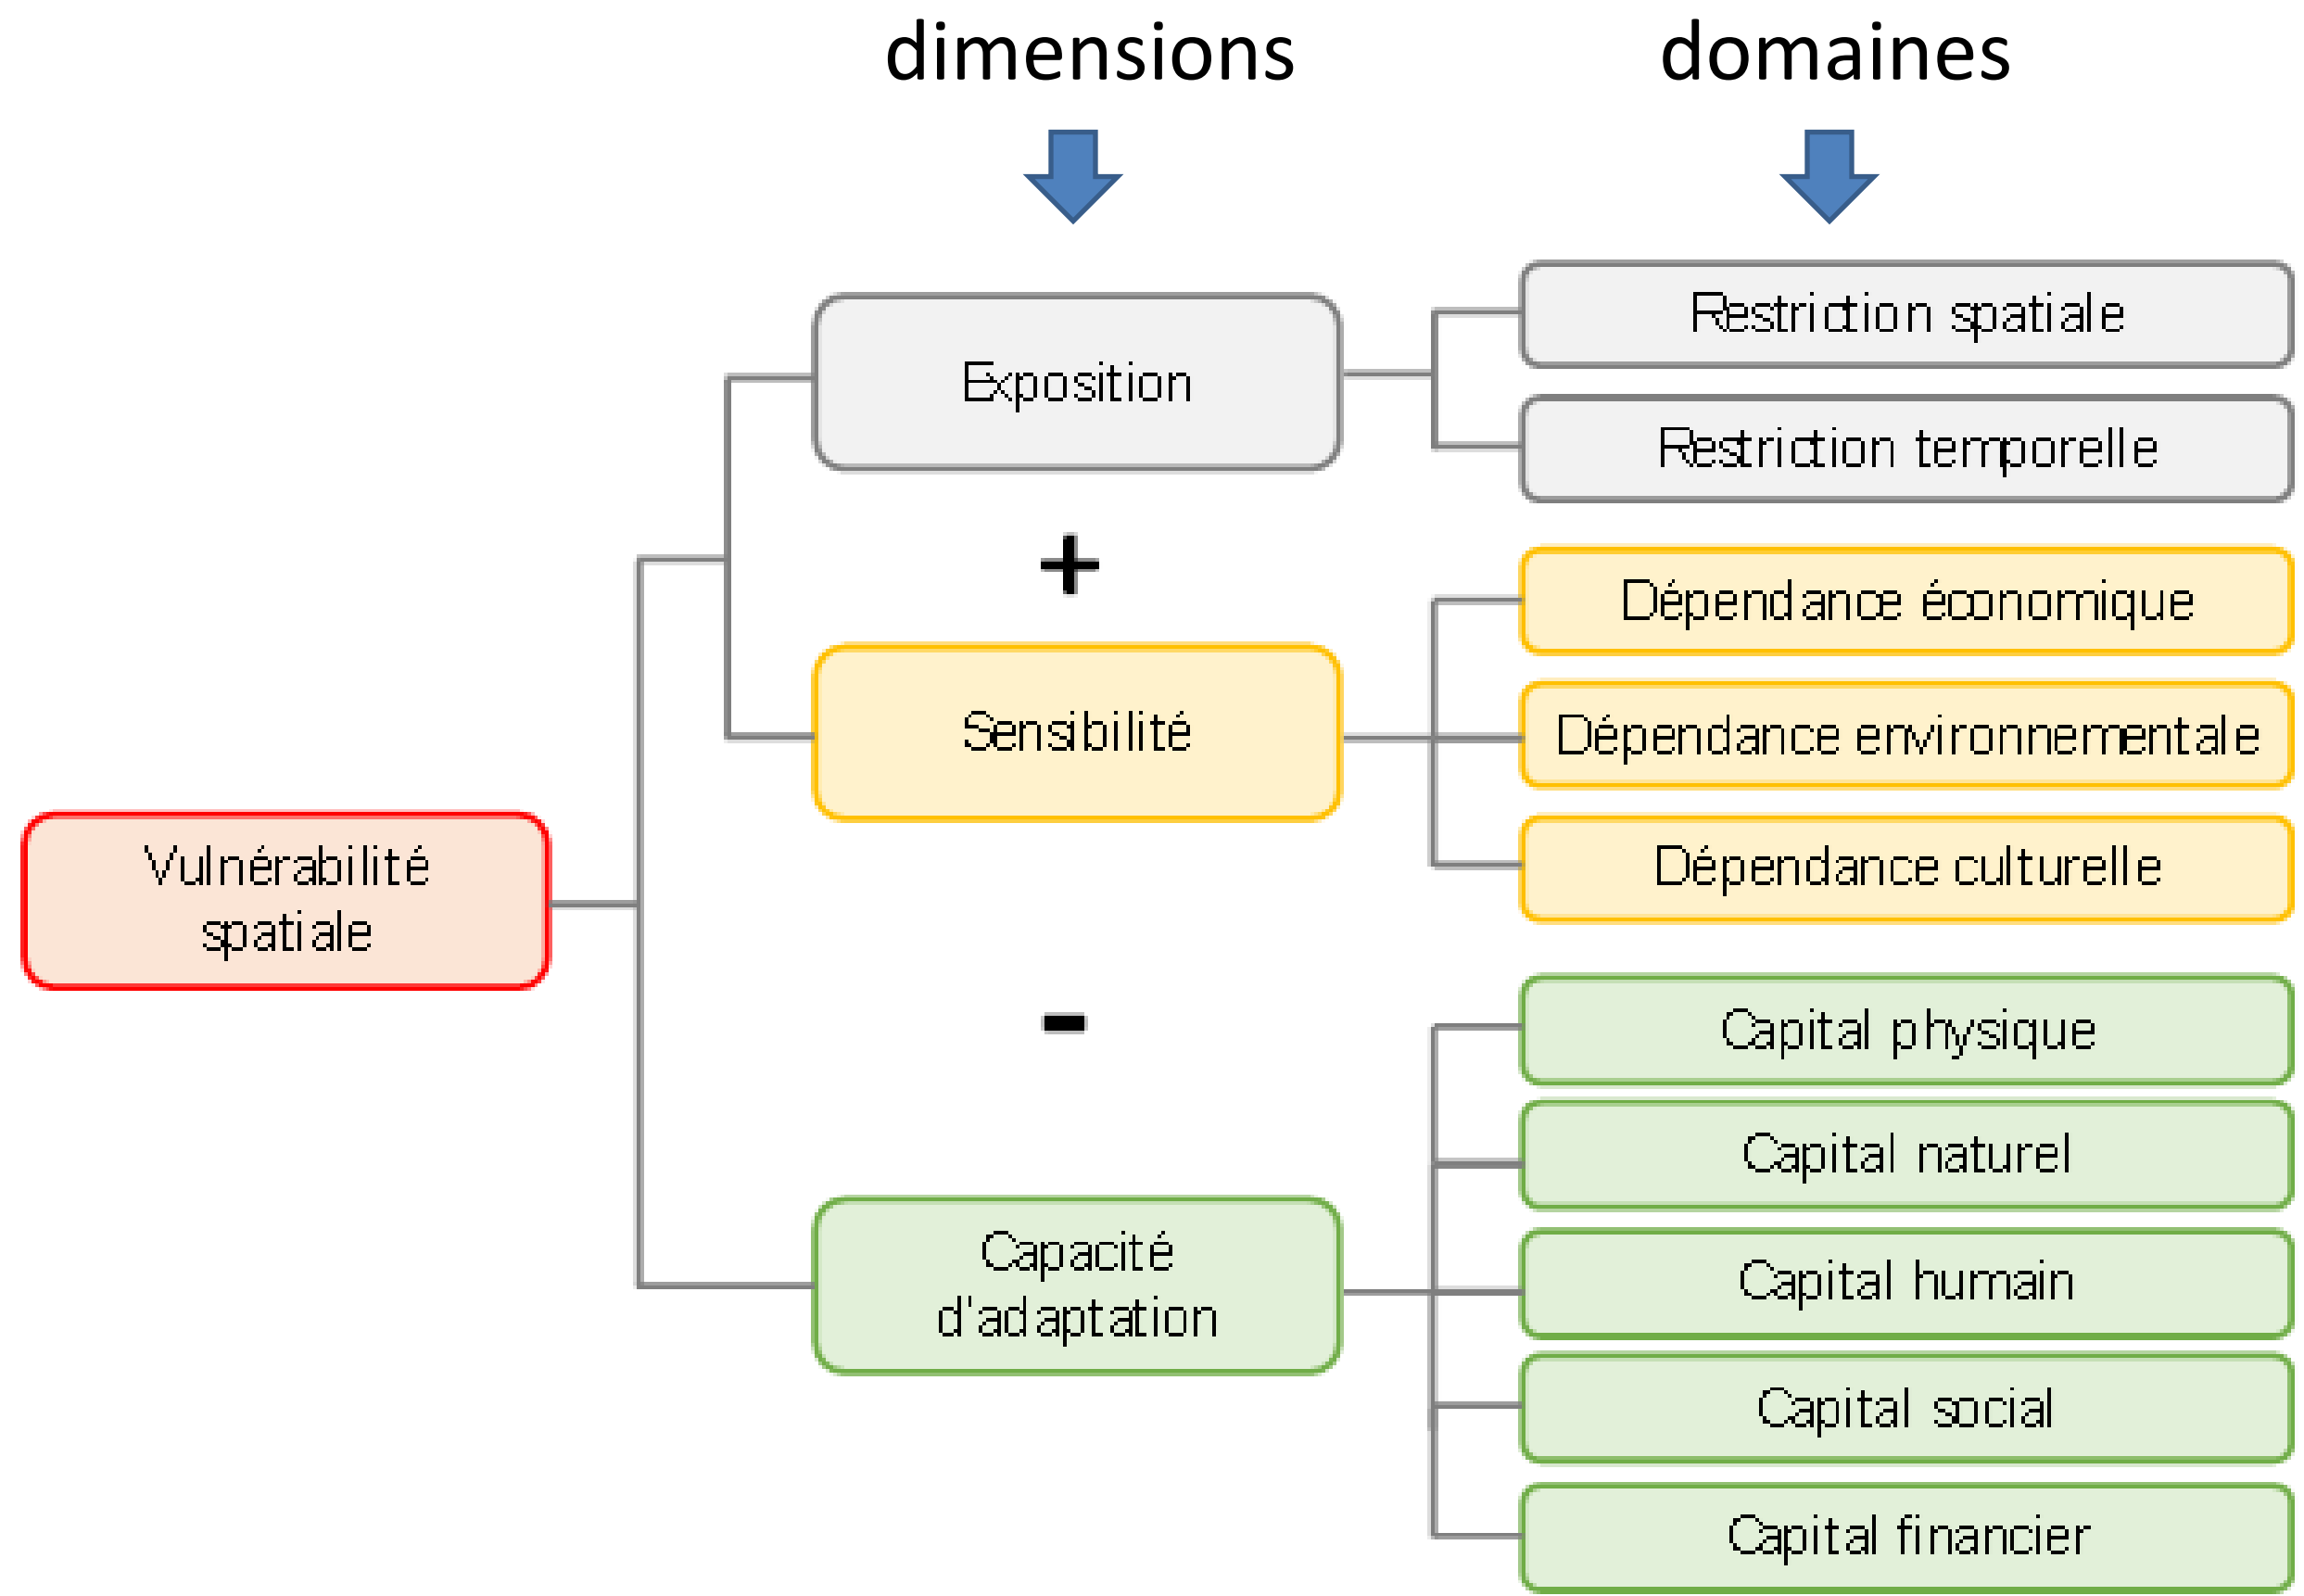 dimensions
domaines
Restriction spatiale
Exposition
Restriction temporelle
+
Dépendance économique
Sensibilité
Dépendance environnementale
Dépendance culturelle
Vulnérabilité
spatiale
-
Capital physique
Capital naturel
Capacité
d'adaptation
Capital humain
Capital social
Capital financier